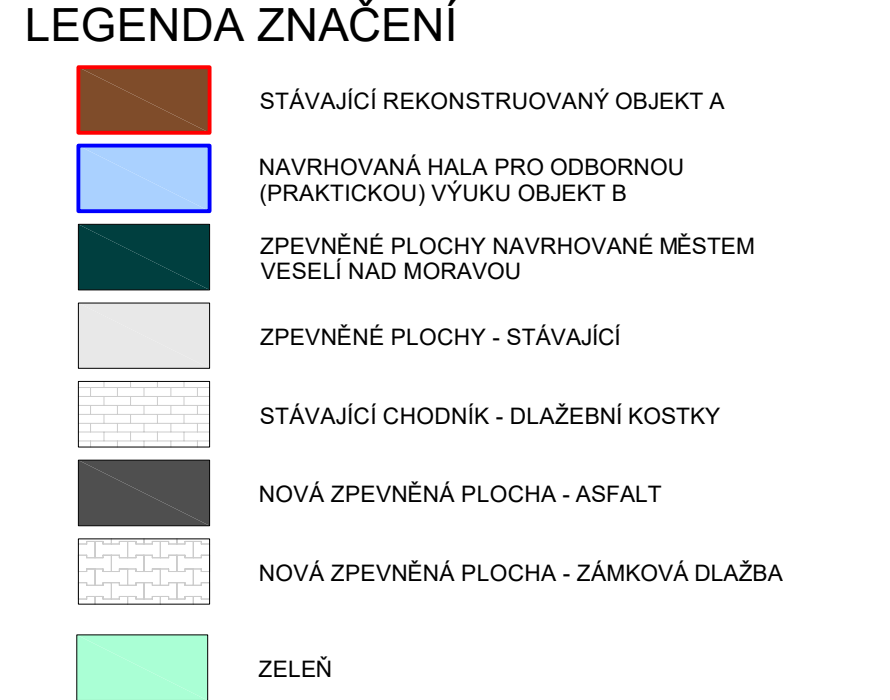 LEGENDA ZNAČENÍ
STÁVAJÍCÍ REKONSTRUOVANÝ OBJEKT A
NAVRHOVANÁ HALA PRO ODBORNOU
(PRAKTICKOU) VÝUKU OBJEKT B
ZPEVNĚNÉ PLOCHY NAVRHOVANÉ MĚSTEM
VESELÍ NAD MORAVOU
ZPEVNĚNÉ PLOCHY - STÁVAJÍCÍ
STÁVAJÍCÍ CHODNÍK - DLAŽEBNÍ KOSTKY
NOVÁ ZPEVNĚNÁ PLOCHA - ASFALT
NOVÁ ZPEVNĚNÁ PLOCHA - ZÁMKOVÁ DLAŽBA
ZELEŇ